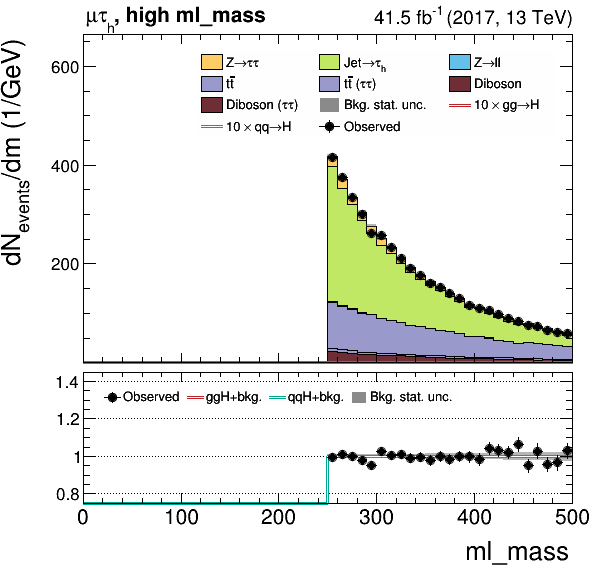 μτh, high ml_mass 41.5 fb⁻¹ (2017, 13 TeV)
Z→ττ Jet→τh Z→ll
tt̄ tt̄ (ττ) Diboson
Diboson (ττ) Bkg. stat. unc. 10 × gg→H
10 × qq→H Observed
dNevents/dm (1/GeV)
600
400
200
Observed ggH+bkg. qqH+bkg. Bkg. stat. unc.
1.4
1.2
1
0.8
0 100 200 300 400 500
ml_mass